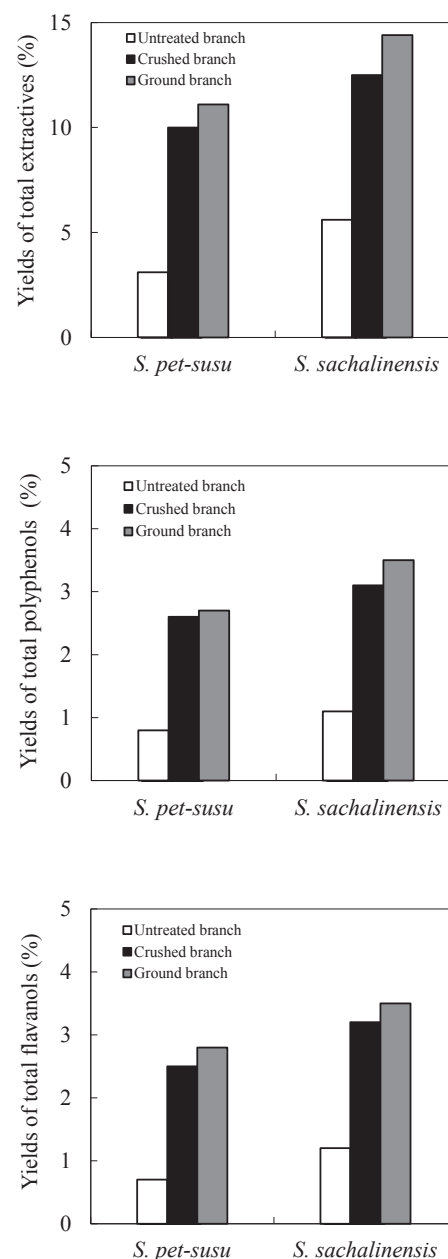 Yields of total extractives (%)
15
10
5
0
Untreated branch
Crushed branch
Ground branch
S. pet-susu S. sachalinensis
Yields of total polyphenols (%)
5
4
3
2
1
0
Untreated branch
Crushed branch
Ground branch
S. pet-susu S. sachalinensis
Yields of total flavanols (%)
5
4
3
2
1
0
Untreated branch
Crushed branch
Ground branch
S. pet-susu S. sachalinensis